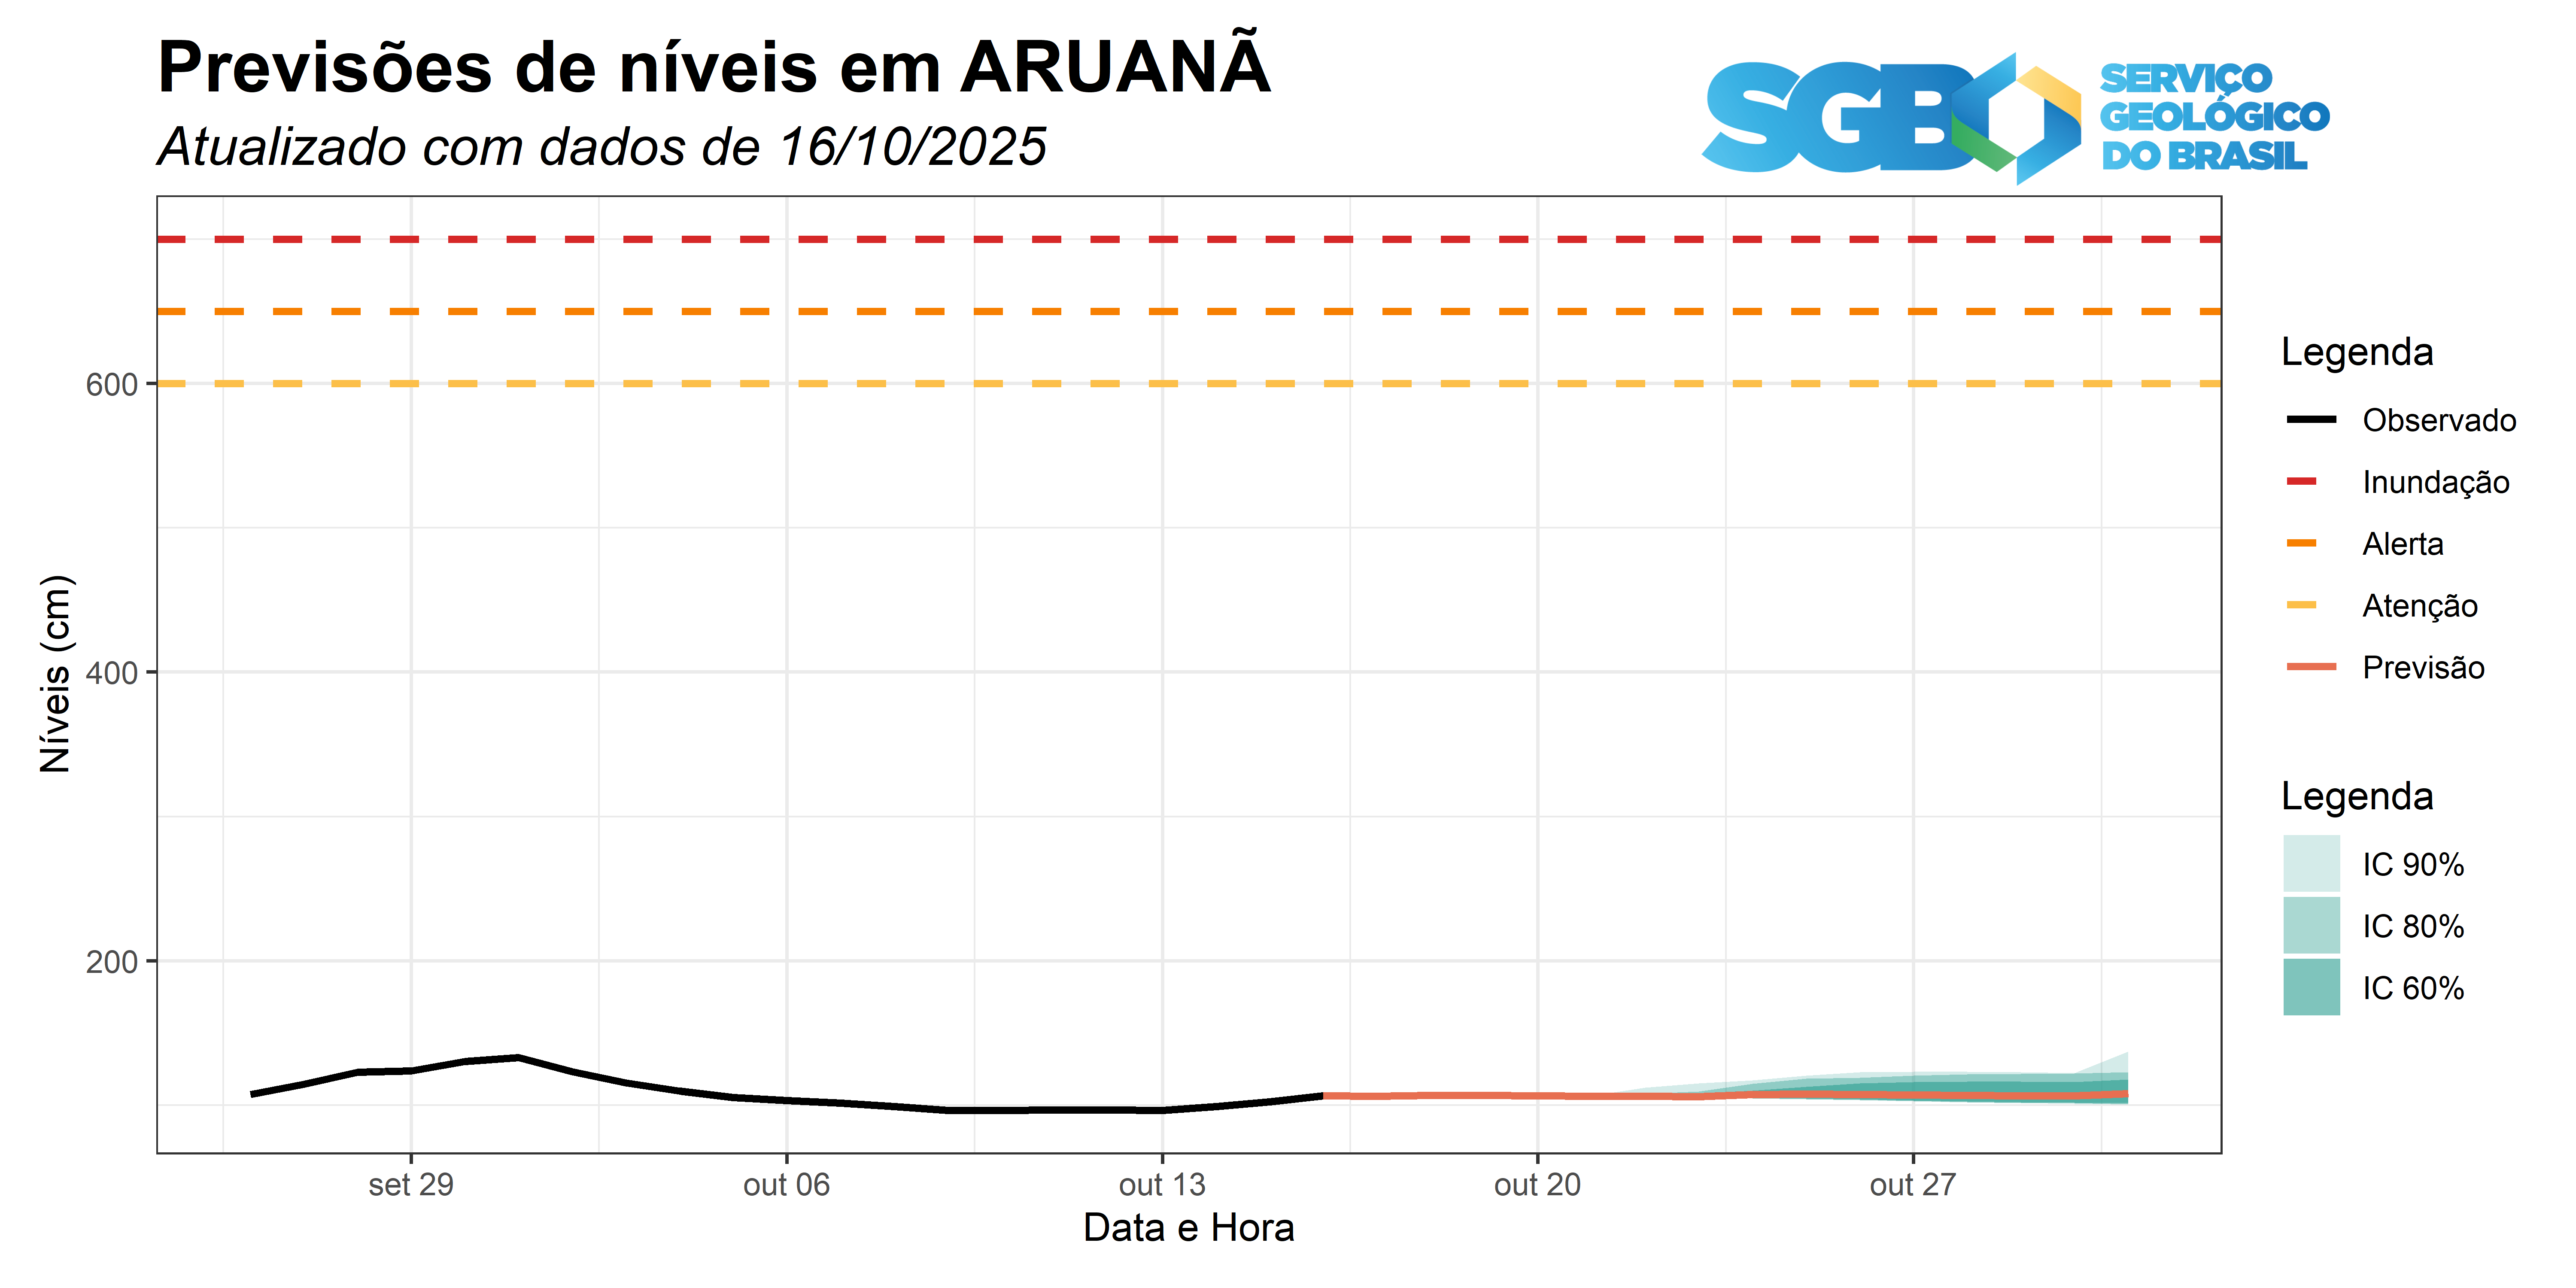 Previsões de níveis em ARUANÃ
Atualizado com dados de 16/10/2025
SGB
SERVIÇO
GEOLÓGICO
DO BRASIL
600
400
200
Níveis (cm)
set 29
out 06
out 13
out 20
out 27
Data e Hora
Legenda
Observado
Inundação
Alerta
Atenção
Previsão
Legenda
IC 90%
IC 80%
IC 60%